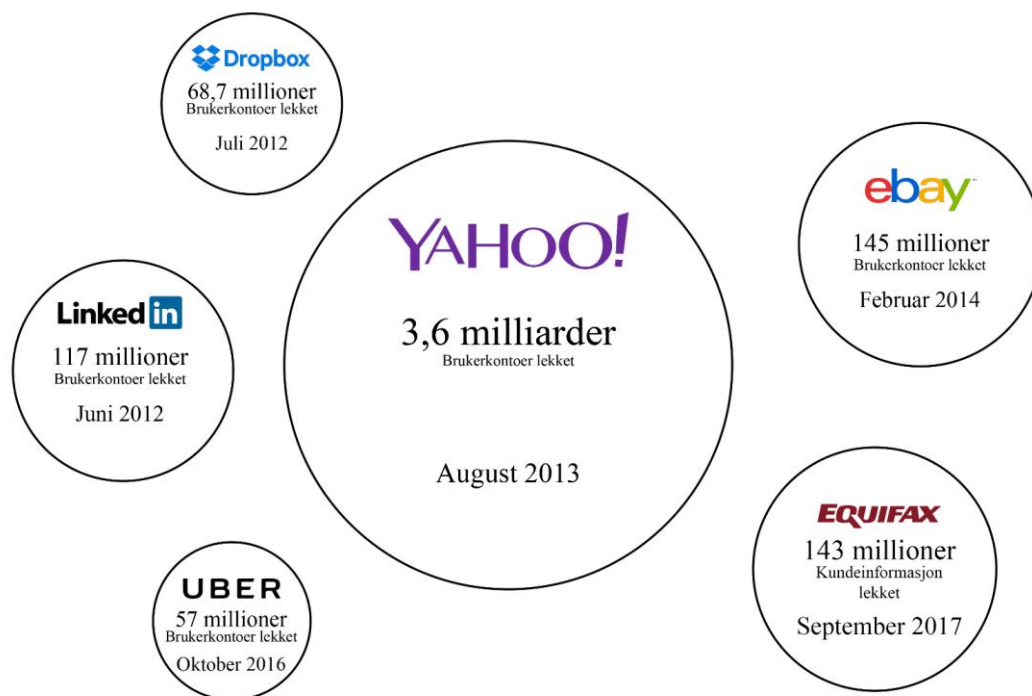 Dropbox
68,7 millioner
Brukerkontoer lekket
Juli 2012
YAHOO!
3,6 milliarder
Brukerkontoer lekket
August 2013
ebay™
145 millioner
Brukerkontoer lekket
Februar 2014
Linked in
117 millioner
Brukerkontoer lekket
Juni 2012
EQUIFAX
143 millioner
Kundeinformasjon
lekket
September 2017
UBER
57 millioner
Brukerkontoer lekket
Oktober 2016